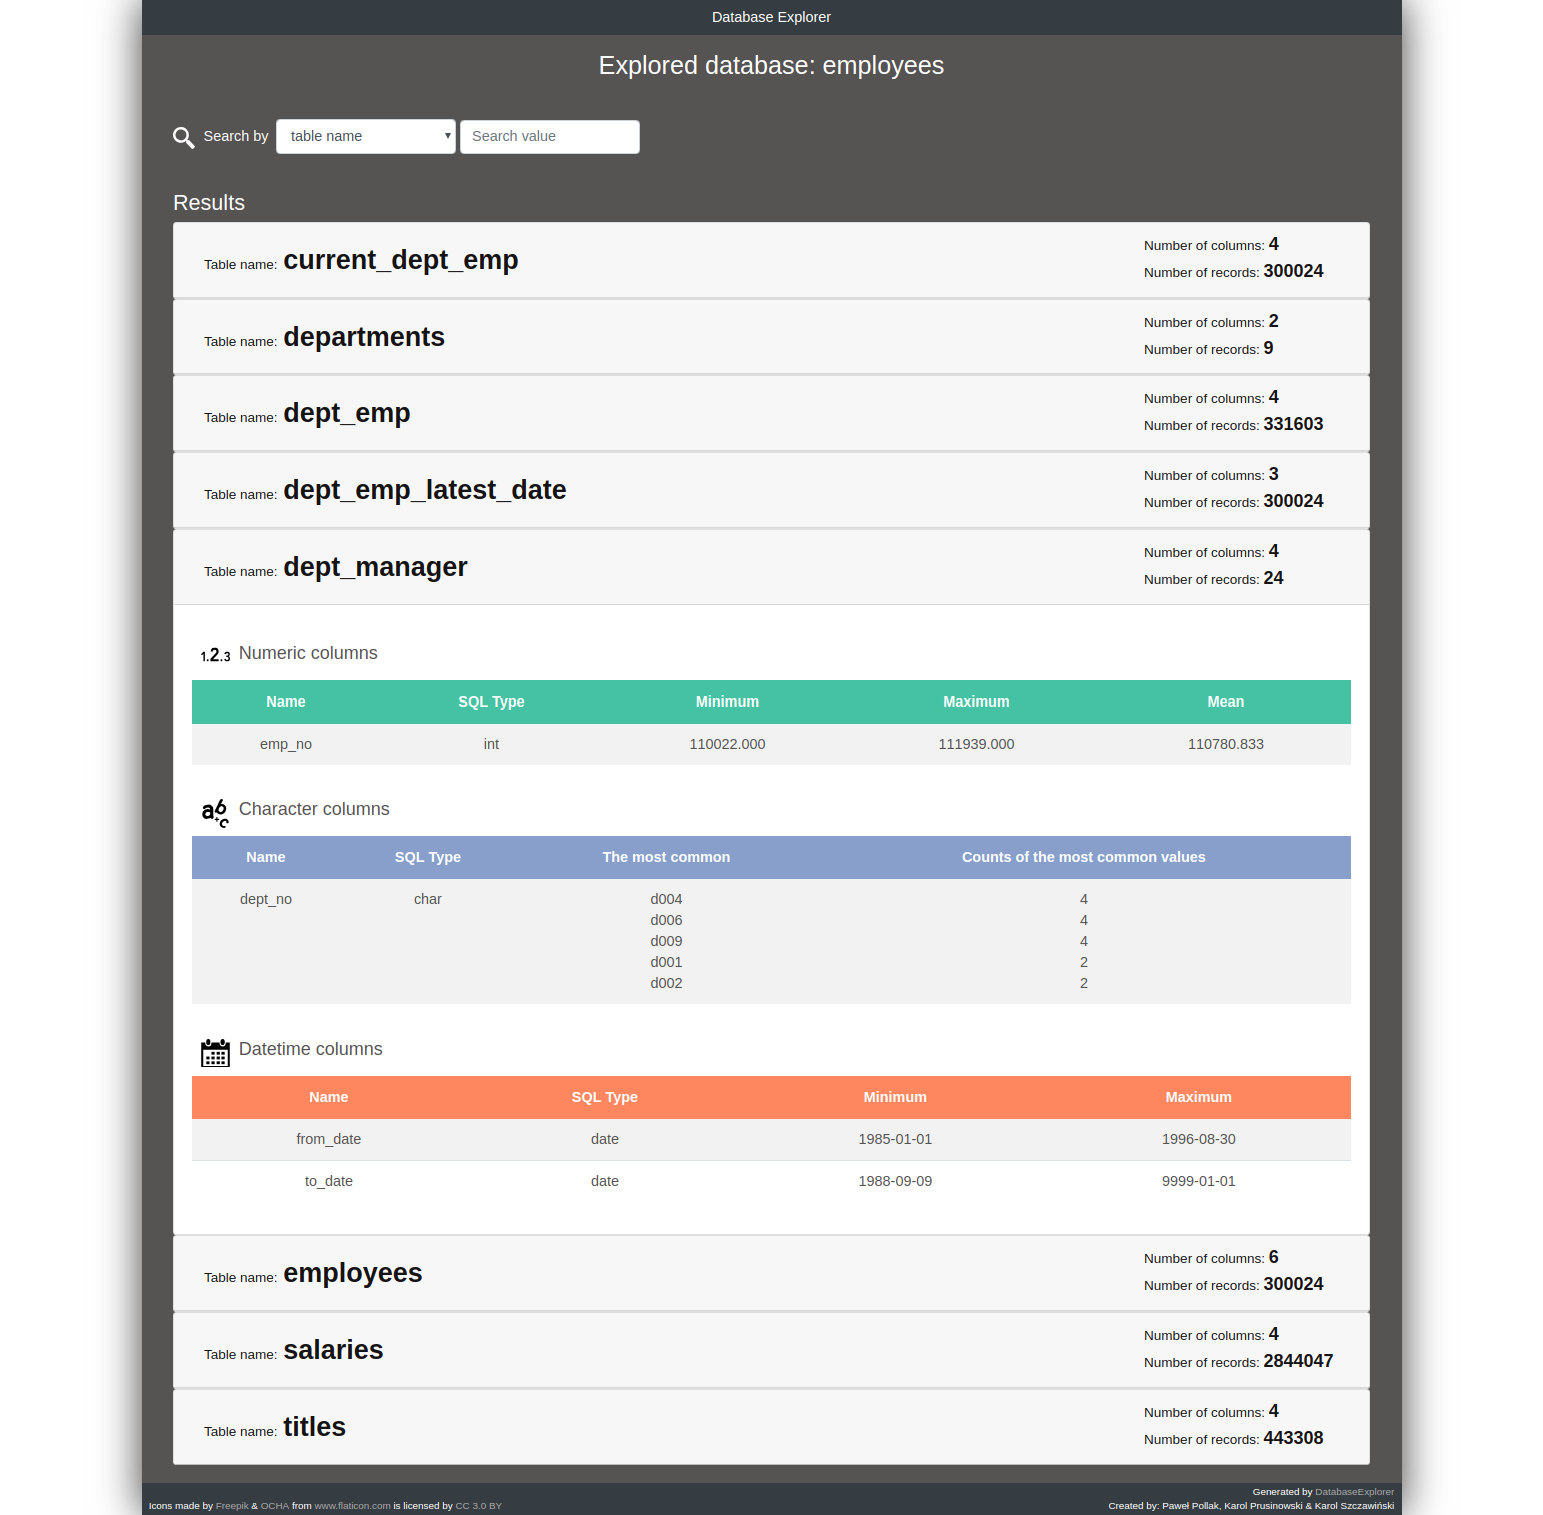 Database Explorer
Explored database: employees
Search by table name Search value
Results
Table name: current_dept_emp
Number of columns: 4
Number of records: 300024
Table name: departments
Number of columns: 2
Number of records: 9
Table name: dept_emp
Number of columns: 4
Number of records: 331603
Table name: dept_emp_latest_date
Number of columns: 3
Number of records: 300024
Table name: dept_manager
Number of columns: 4
Number of records: 24
1.2.3 Numeric columns
Name SQL Type Minimum Maximum Mean
emp_no int 110022.000 111939.000 110780.833
ab+c Character columns
Name SQL Type The most common Counts of the most common values
dept_no char d004 4
d006 4
d009 4
d001 2
d002 2
Datetime columns
Name SQL Type Minimum Maximum
from_date date 1985-01-01 1996-08-30
to_date date 1988-09-09 9999-01-01
Table name: employees
Number of columns: 6
Number of records: 300024
Table name: salaries
Number of columns: 4
Number of records: 2844047
Table name: titles
Number of columns: 4
Number of records: 443308
Icons made by Freepik & OCHA from www.flaticon.com is licensed by CC 3.0 BY
Generated by DatabaseExplorer
Created by: Paweł Pollak, Karol Prusinowski & Karol Szczawiński